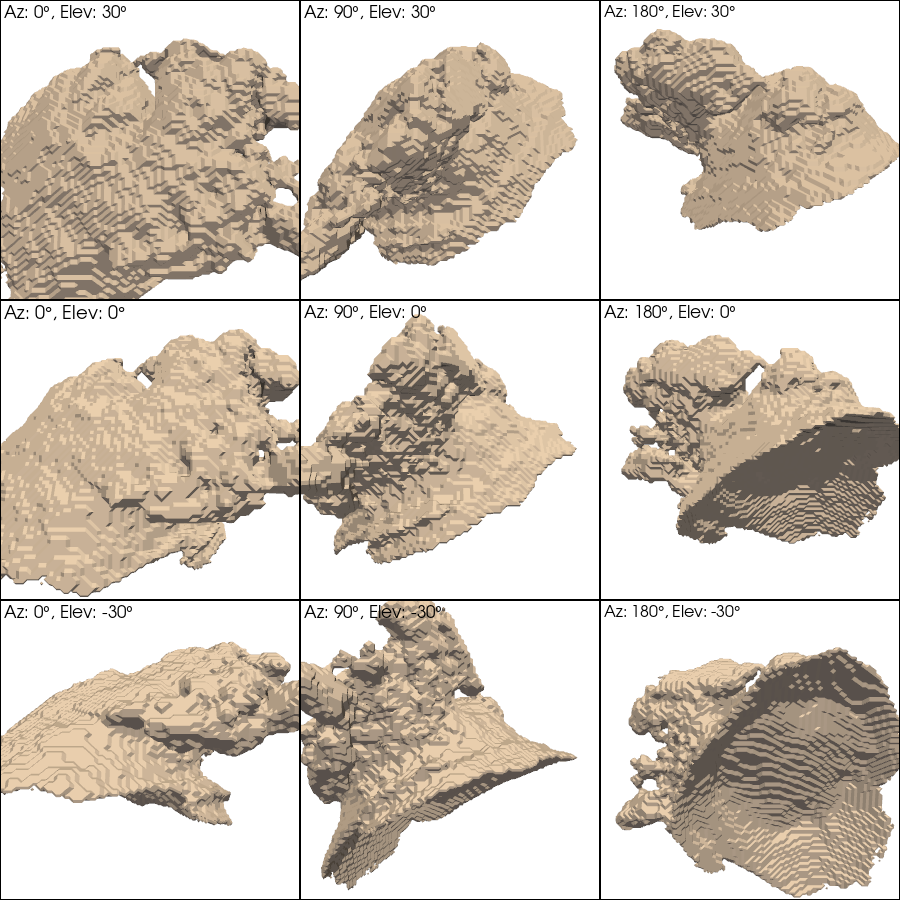 Az: 0°, Elev: 30°
Az: 90°, Elev: 30°
Az: 180°, Elev: 30°
Az: 0°, Elev: 0°
Az: 90°, Elev: 0°
Az: 180°, Elev: 0°
Az: 0°, Elev: -30°
Az: 90°, Elev: -30°
Az: 180°, Elev: -30°